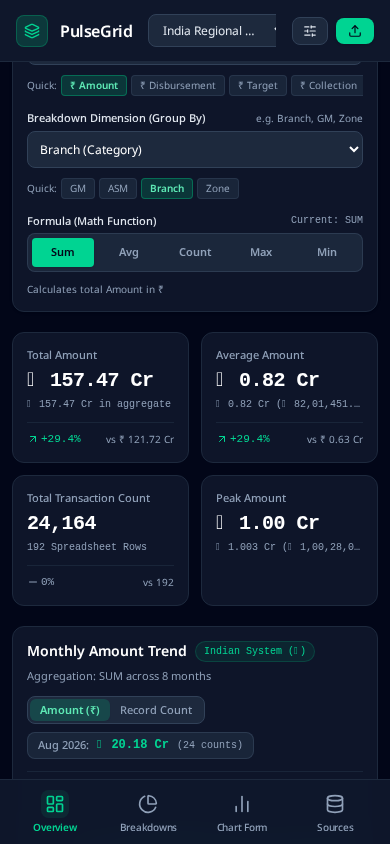 PulseGrid
India Regional ...
Quick: ₹ Amount ₹ Disbursement ₹ Target ₹ Collection
Breakdown Dimension (Group By) e.g. Branch, GM, Zone
Branch (Category)
Quick: GM ASM Branch Zone
Formula (Math Function) Current: SUM
Sum Avg Count Max Min
Calculates total Amount in ₹
Total Amount
157.47 Cr
157.47 Cr in aggregate
+29.4% vs ₹ 121.72 Cr
Average Amount
0.82 Cr
0.82 Cr ( 82,01,451.…
+29.4% vs ₹ 0.63 Cr
Total Transaction Count
24,164
192 Spreadsheet Rows
— 0% vs 192
Peak Amount
1.00 Cr
1.003 Cr ( 1,00,28,0…
Monthly Amount Trend Indian System ()
Aggregation: SUM across 8 months
Amount (₹) Record Count
Aug 2026: 20.18 Cr (24 counts)
Overview Breakdowns Chart Form Sources